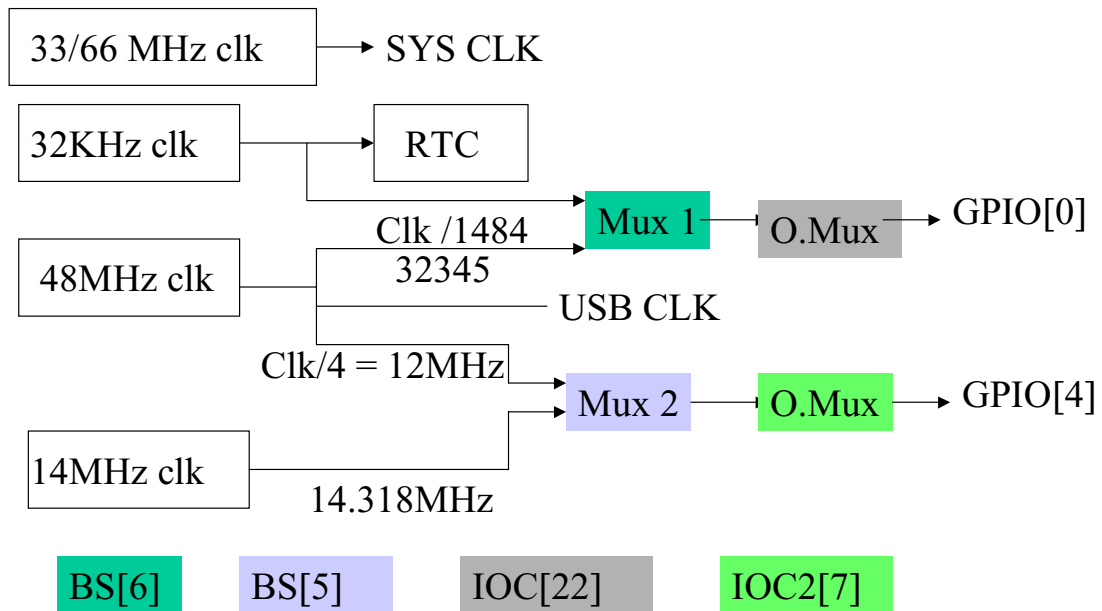 33/66 MHz clk
SYS CLK
32KHz clk
RTC
Mux 1
O.Mux
GPIO[0]
Clk /1484
32345
48MHz clk
USB CLK
Clk/4 = 12MHz
Mux 2
O.Mux
GPIO[4]
14MHz clk
14.318MHz
BS[6]
BS[5]
IOC[22]
IOC2[7]